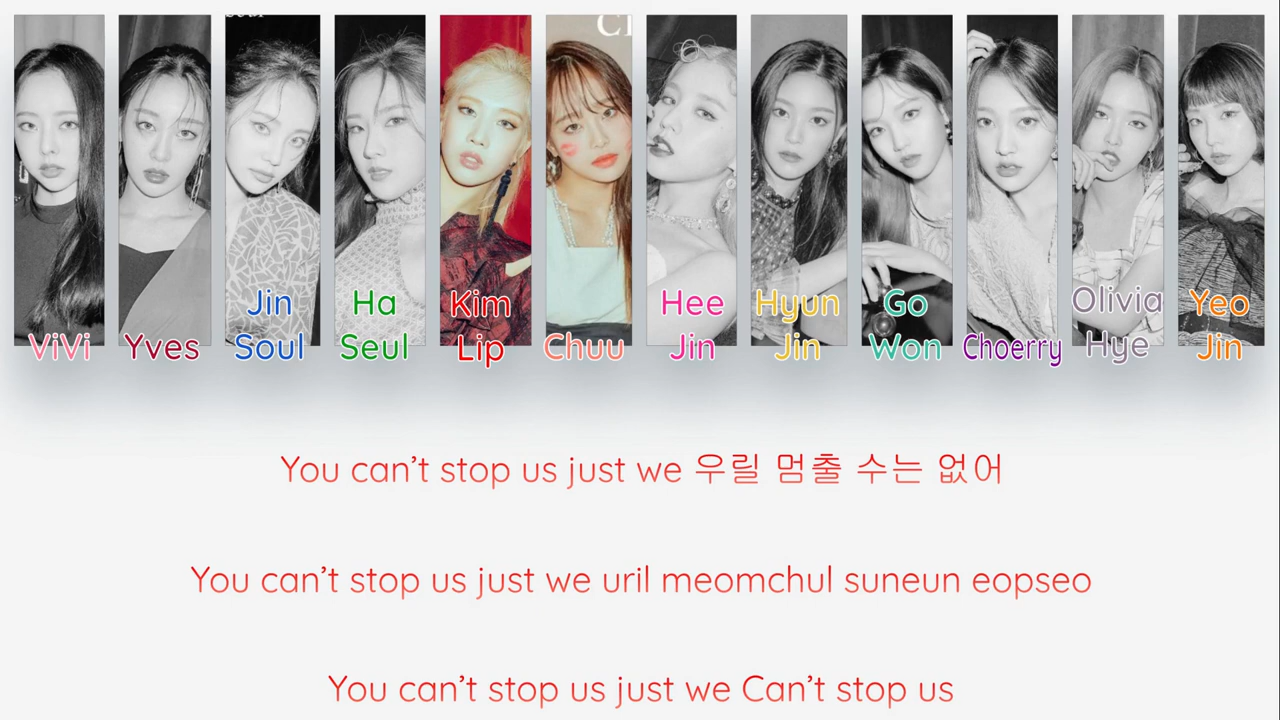 Jin
Ha
Kim
Hee
Hyun
Go
Olivia
Yeo
ViVi
Yves
Soul
Seul
Lip
Chuu
Jin
Jin
Won
Choerry
Hye
Jin
You can't stop us just we 우릴 멈출 수는 없어
You can't stop us just we uril meomchul suneun eopseo
You can't stop us just we Can't stop us